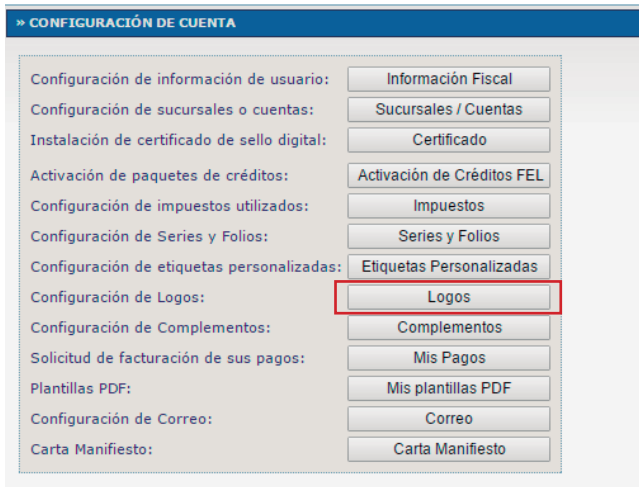 » CONFIGURACIÓN DE CUENTA
Configuración de información de usuario: Información Fiscal
Configuración de sucursales o cuentas: Sucursales / Cuentas
Instalación de certificado de sello digital: Certificado
Activación de paquetes de créditos: Activación de Créditos FEL
Configuración de impuestos utilizados: Impuestos
Configuración de Series y Folios: Series y Folios
Configuración de etiquetas personalizadas: Etiquetas Personalizadas
Configuración de Logos: Logos
Configuración de Complementos: Complementos
Solicitud de facturación de sus pagos: Mis Pagos
Plantillas PDF: Mis plantillas PDF
Configuración de Correo: Correo
Carta Manifiesto: Carta Manifiesto